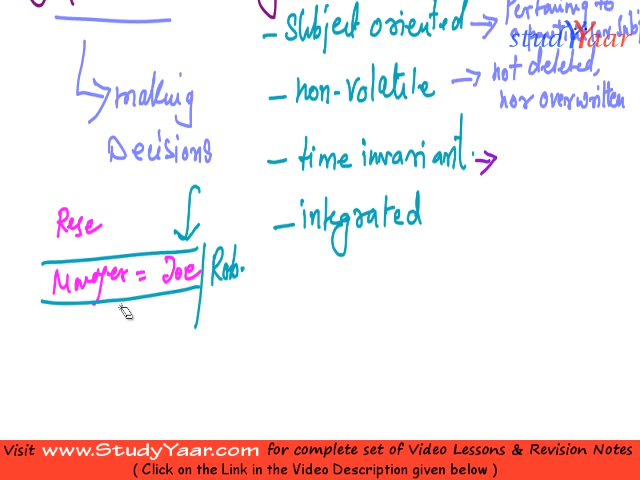 - Subject oriented → Pertaining to
StudyYaar.com
- non-volatile → not deleted,
nor overwritten
making
Decisions
- time invariant. →
- integrated
Rese
Manger = Joe Rob.
Visit www.StudyYaar.com for complete set of Video Lessons & Revision Notes
( Click on the Link in the Video Description given below )